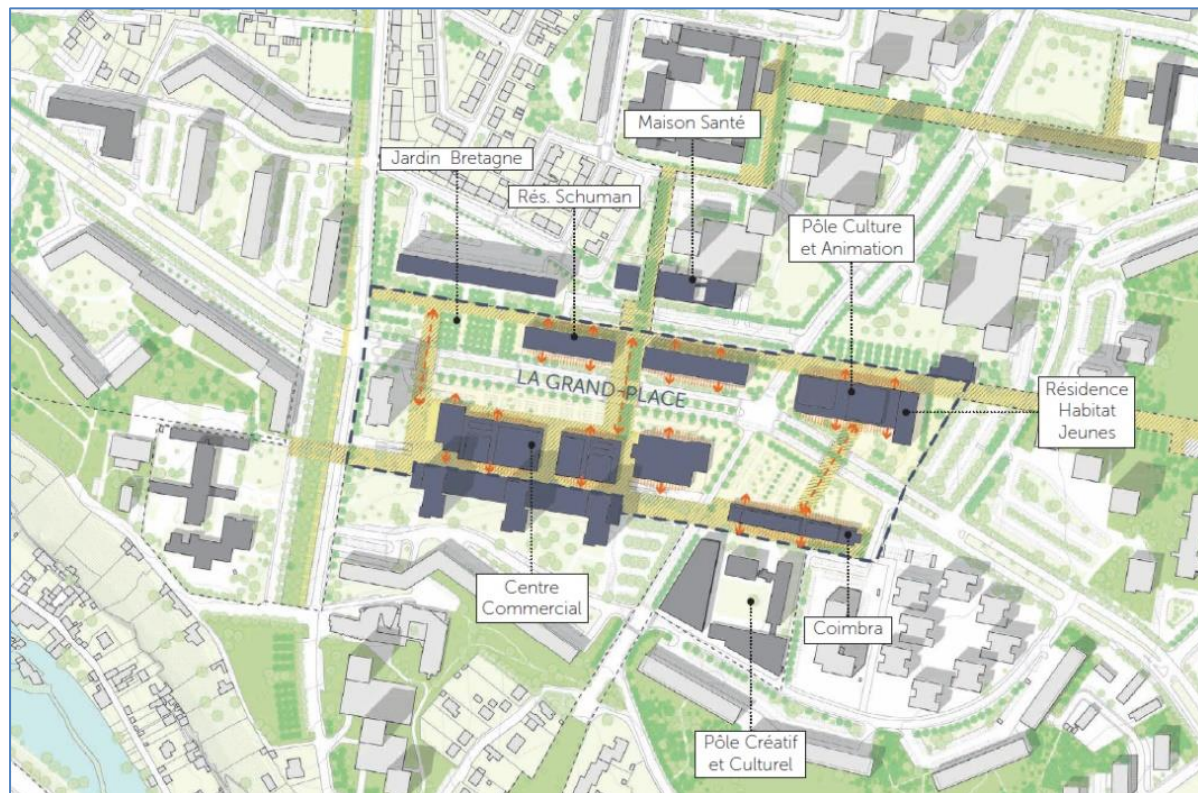 Maison Santé
Jardin Bretagne
Rés. Schuman
Pôle Culture
et Animation
LA GRAND-PLACE
Résidence
Habitat
Jeunes
Centre
Commercial
Coimbra
Pôle Créatif
et Culturel